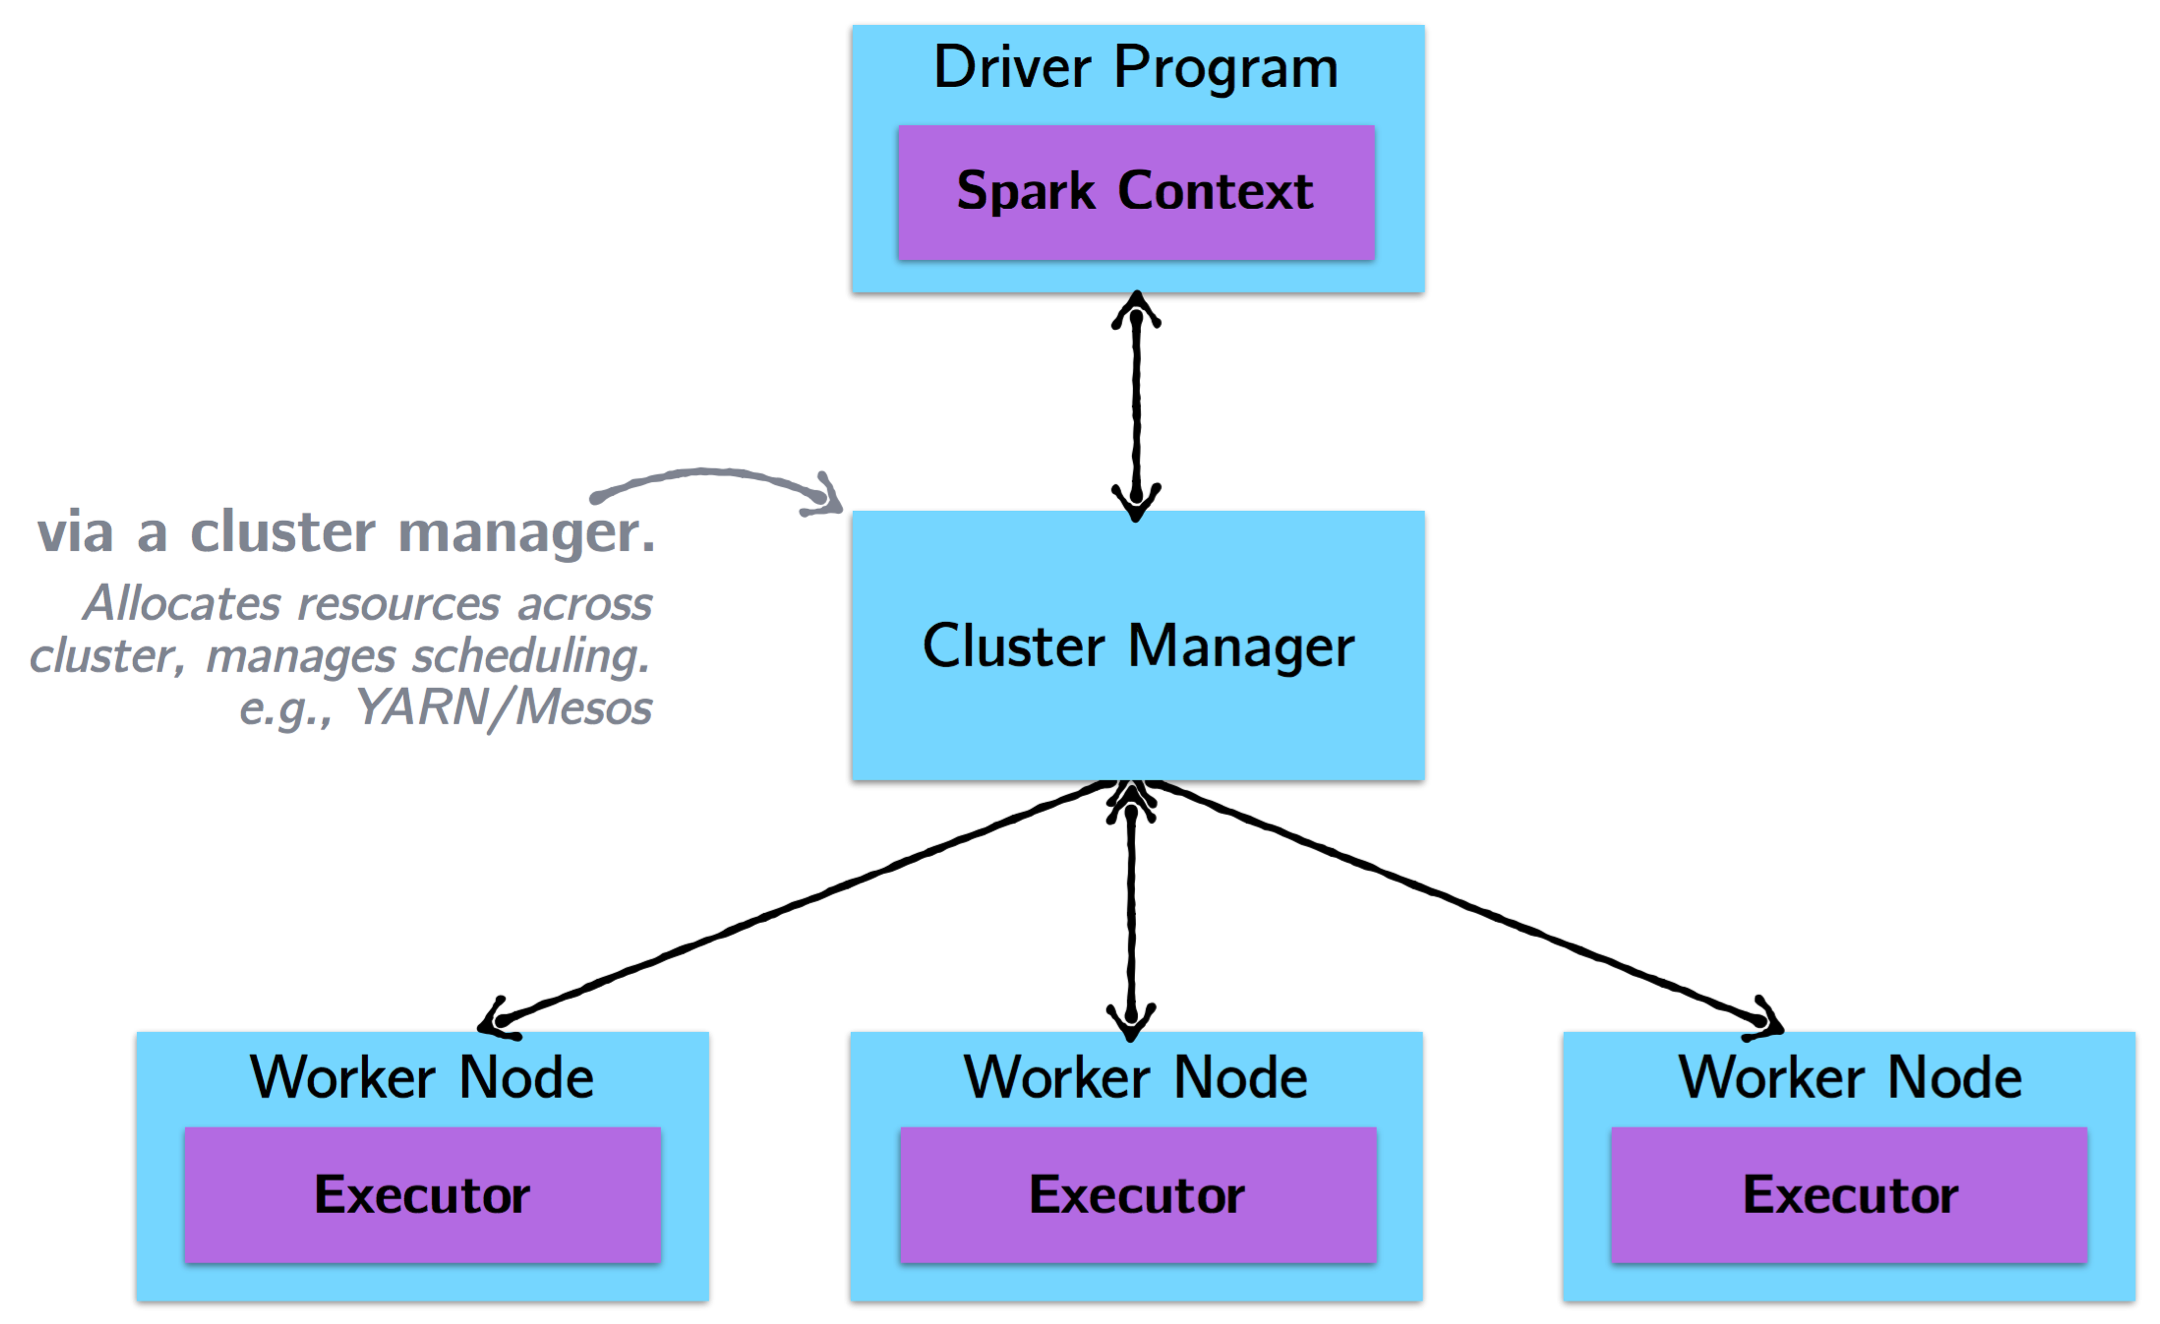 Driver Program
Spark Context
via a cluster manager.
Allocates resources across
cluster, manages scheduling.
e.g., YARN/Mesos
Cluster Manager
Worker Node
Executor
Worker Node
Executor
Worker Node
Executor